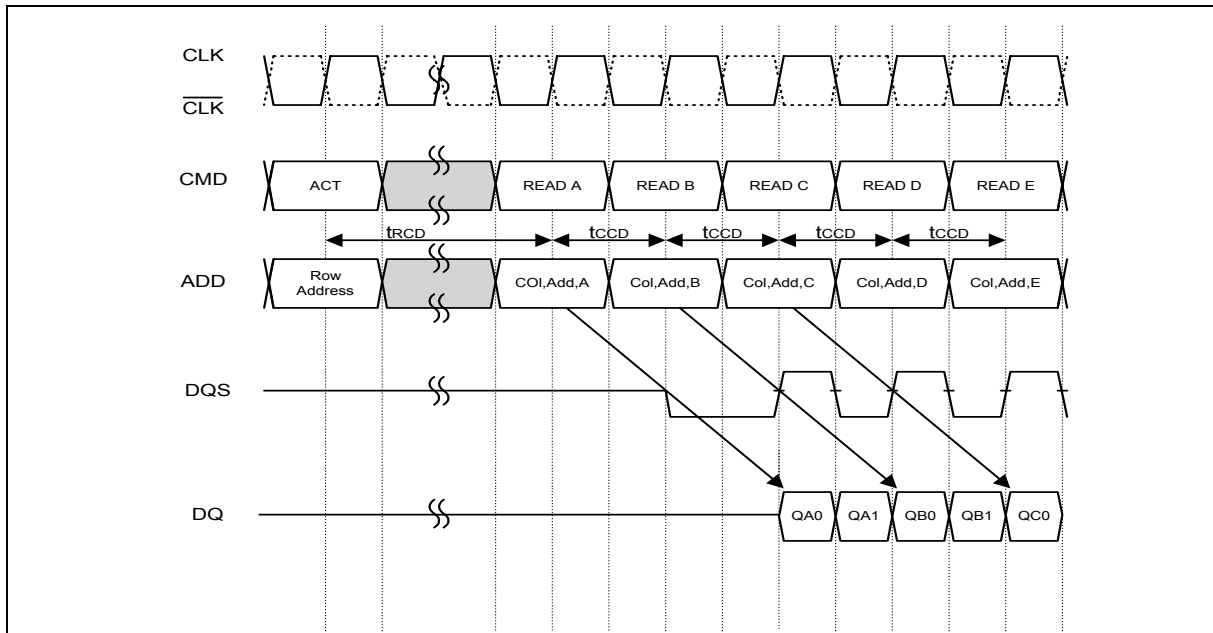 CLK
CLK
CMD
ACT
READ A
READ B
READ C
READ D
READ E
tRCD
tCCD
tCCD
tCCD
tCCD
ADD
Row
Address
COl,Add,A
Col,Add,B
Col,Add,C
Col,Add,D
Col,Add,E
DQS
DQ
QA0
QA1
QB0
QB1
QC0